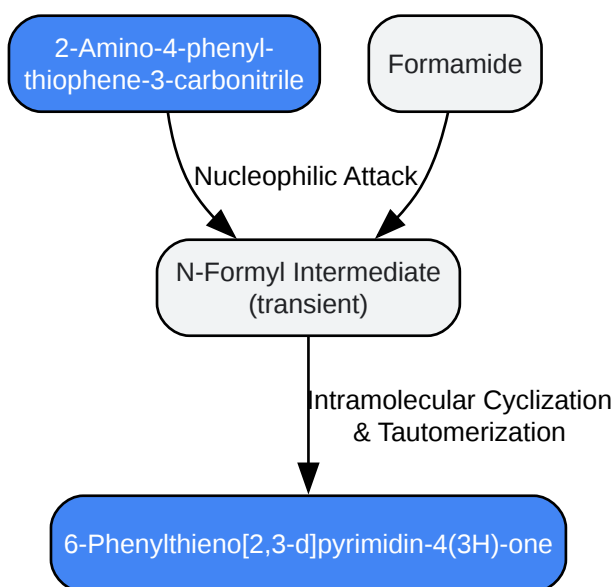 2-Amino-4-phenyl-
thiophene-3-carbonitrile
Formamide
Nucleophilic Attack
N-Formyl Intermediate
(transient)
Intramolecular Cyclization
& Tautomerization
6-Phenylthieno[2,3-d]pyrimidin-4(3H)-one